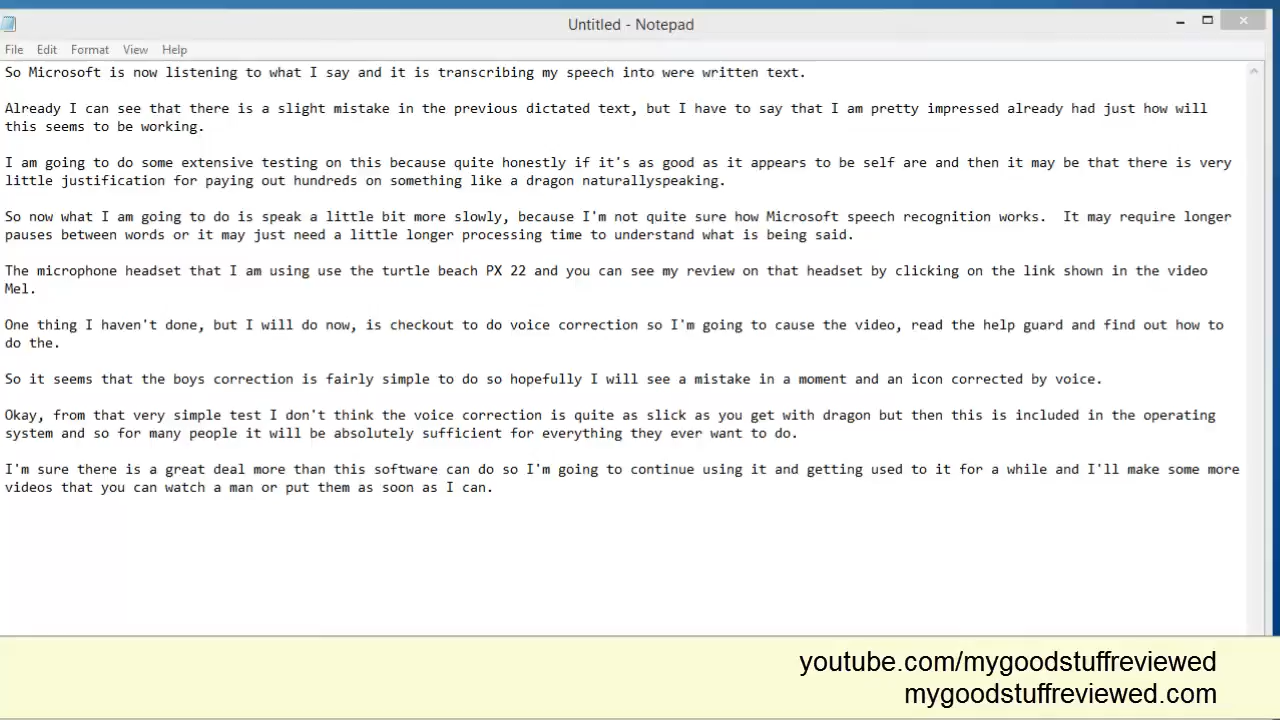 Untitled - Notepad
File Edit Format View Help
So Microsoft is now listening to what I say and it is transcribing my speech into were written text.
Already I can see that there is a slight mistake in the previous dictated text, but I have to say that I am pretty impressed already had just how will
this seems to be working.
I am going to do some extensive testing on this because quite honestly if it's as good as it appears to be self are and then it may be that there is very
little justification for paying out hundreds on something like a dragon naturallyspeaking.
So now what I am going to do is speak a little bit more slowly, because I'm not quite sure how Microsoft speech recognition works.  It may require longer
pauses between words or it may just need a little longer processing time to understand what is being said.
The microphone headset that I am using use the turtle beach PX 22 and you can see my review on that headset by clicking on the link shown in the video
Mel.
One thing I haven't done, but I will do now, is checkout to do voice correction so I'm going to cause the video, read the help guard and find out how to
do the.
So it seems that the boys correction is fairly simple to do so hopefully I will see a mistake in a moment and an icon corrected by voice.
Okay, from that very simple test I don't think the voice correction is quite as slick as you get with dragon but then this is included in the operating
system and so for many people it will be absolutely sufficient for everything they ever want to do.
I'm sure there is a great deal more than this software can do so I'm going to continue using it and getting used to it for a while and I'll make some more
videos that you can watch a man or put them as soon as I can.
youtube.com/mygoodstuffreviewed
mygoodstuffreviewed.com